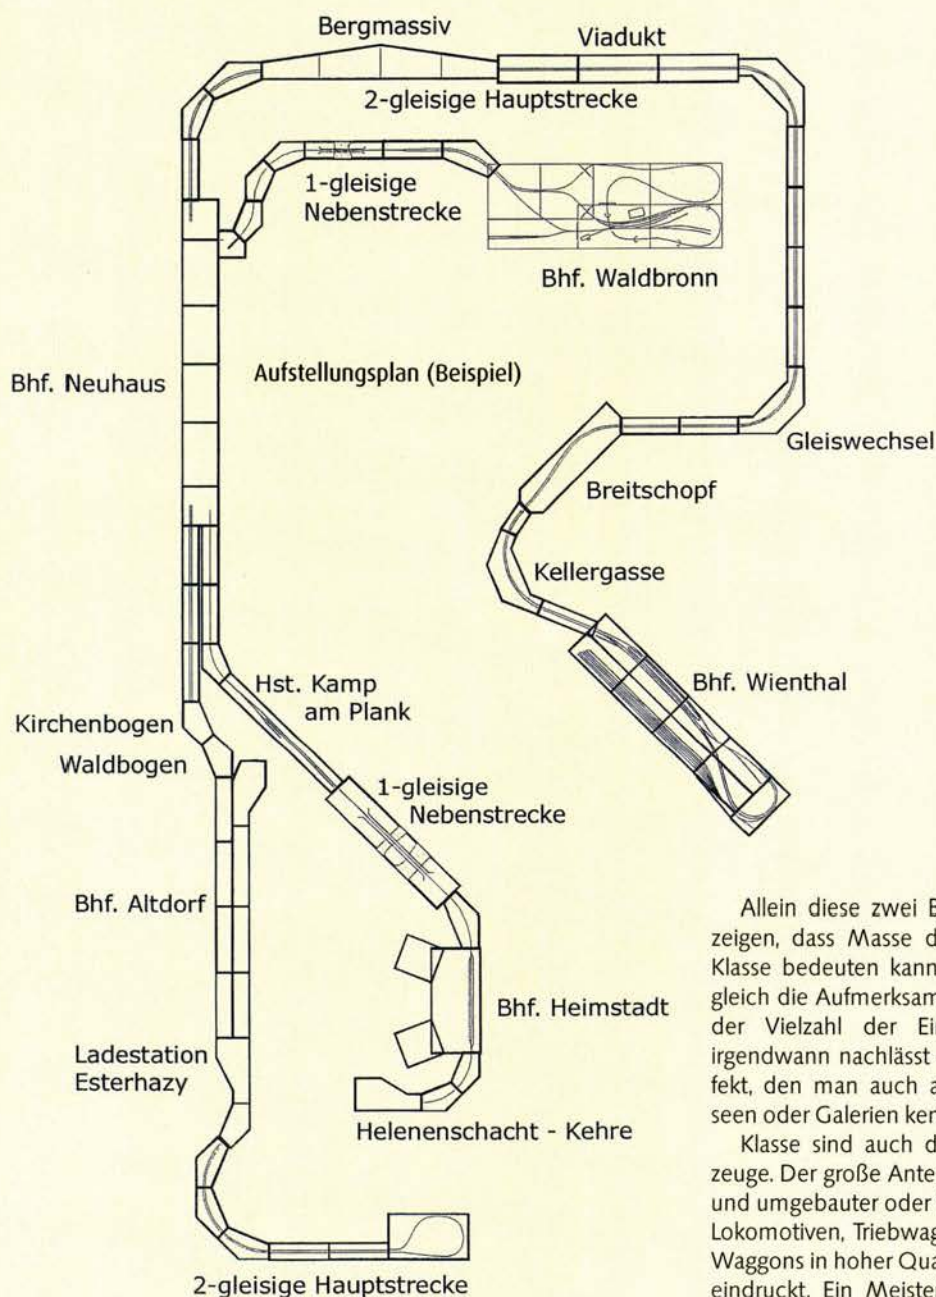 Bergmassiv
Viadukt
2-gleisige Hauptstrecke
1-gleisige
Nebenstrecke
Bhf. Waldbronn
Bhf. Neuhaus
Aufstellungsplan (Beispiel)
Gleiswechsel
Breitschopf
Kellergasse
Hst. Kamp
am Plank
Bhf. Wienthal
Kirchenbogen
Waldbogen
1-gleisige
Nebenstrecke
Bhf. Altdorf
Bhf. Heimstadt
Ladestation
Esterhazy
Helenenschacht - Kehre
2-gleisige Hauptstrecke
Allein diese zwei B
zeigen, dass Masse d
Klasse bedeuten kann
gleich die Aufmerksam
der Vielzahl der Ei
irgendwann nachlässt
fekt, den man auch a
seen oder Galerien ken
Klasse sind auch d
zeuge. Der große Ante
und umgebauter oder
Lokomotiven, Triebwag
Waggons in hoher Qua
eindruckt. Ein Meister